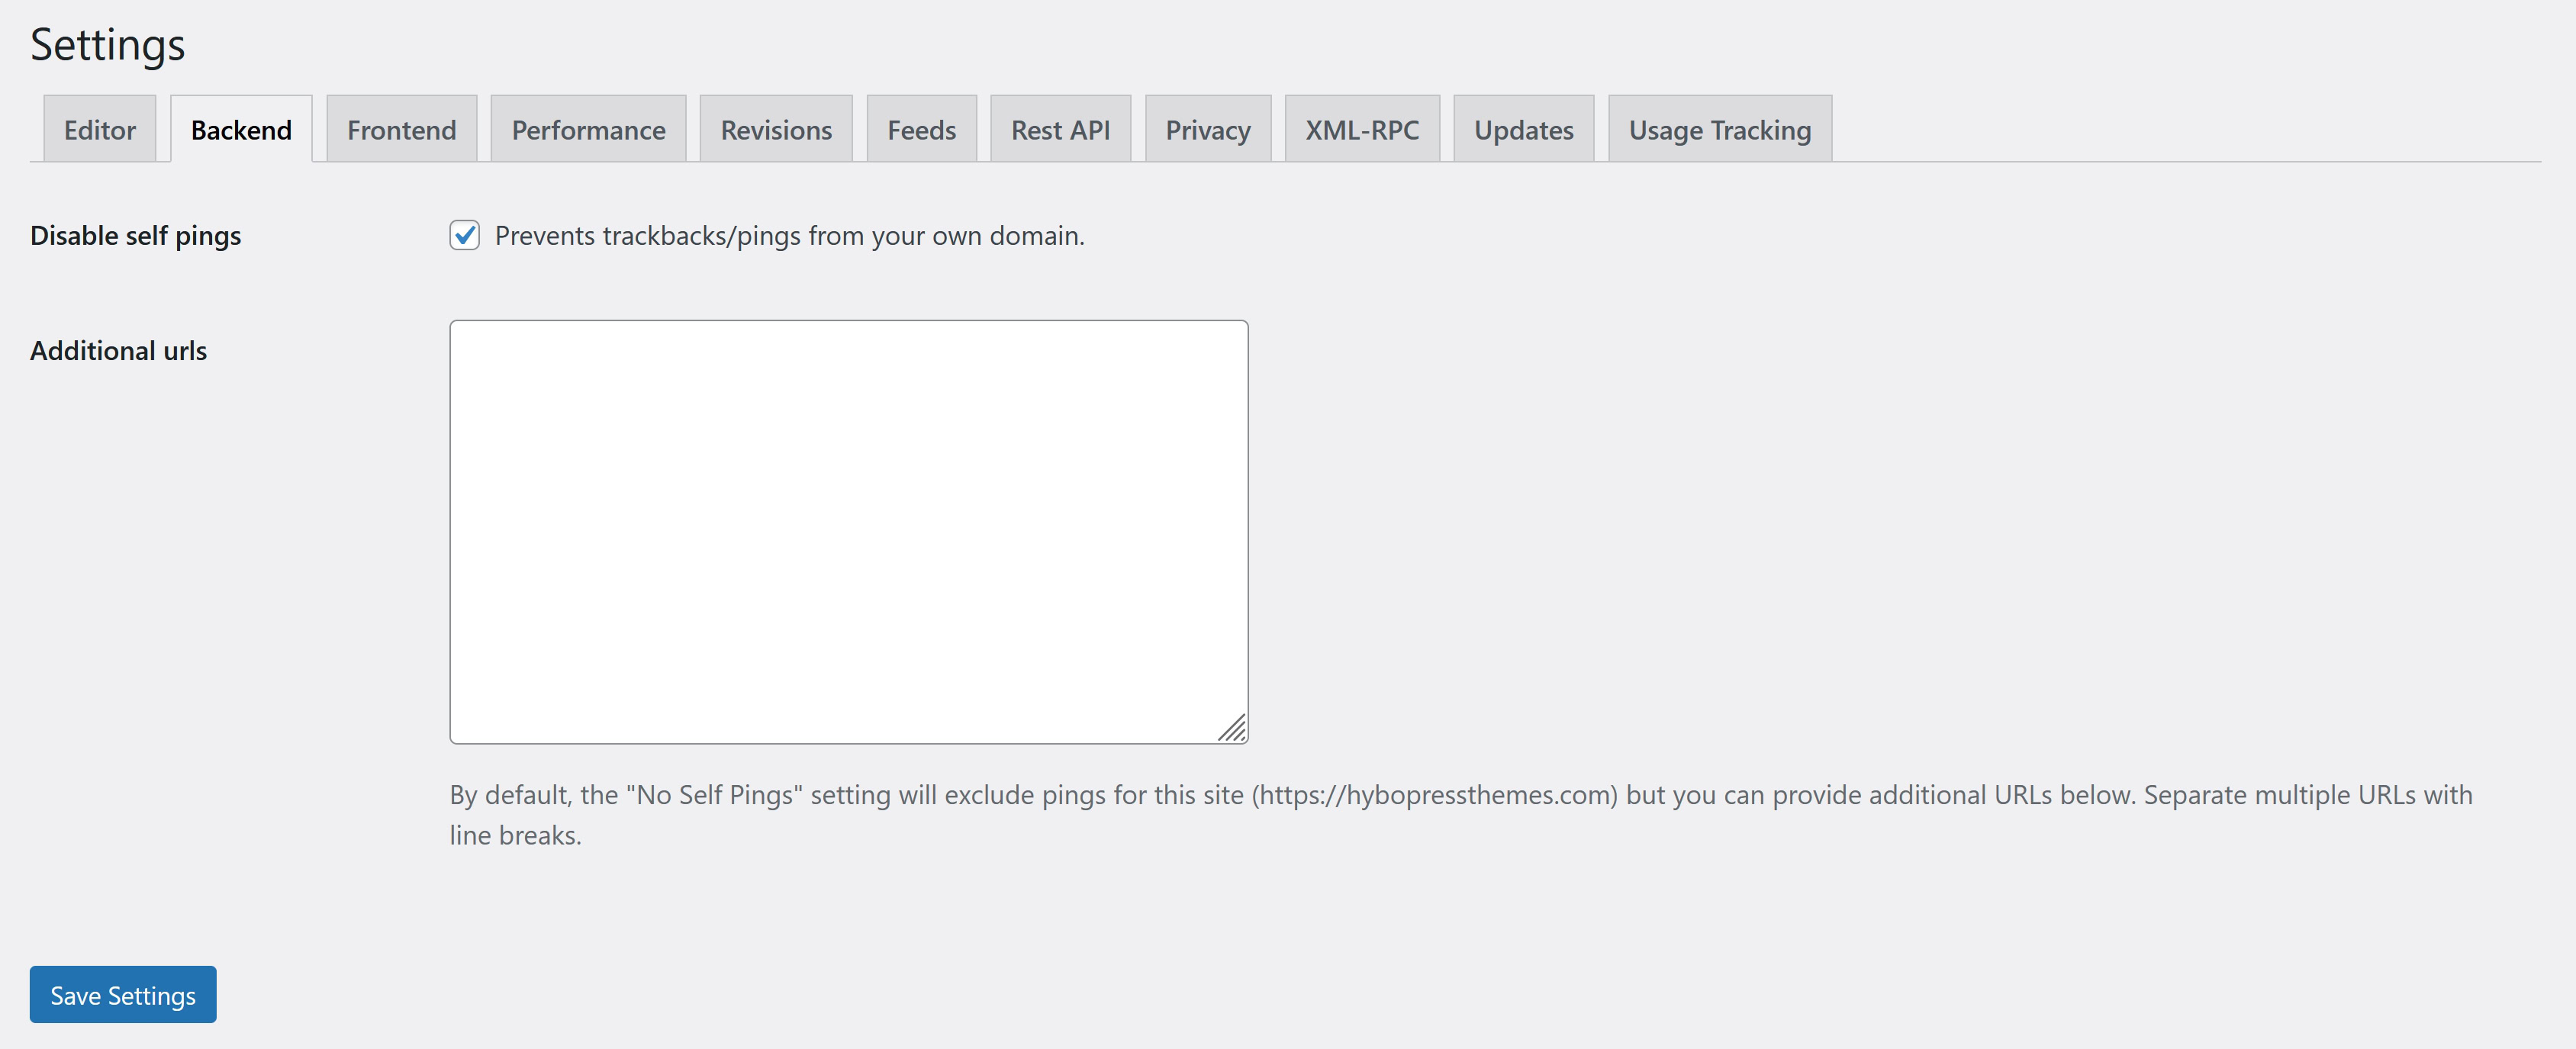 Settings
Editor Backend Frontend Performance Revisions Feeds Rest API Privacy XML-RPC Updates Usage Tracking
Disable self pings Prevents trackbacks/pings from your own domain.
Additional urls
By default, the "No Self Pings" setting will exclude pings for this site (https://hybopressthemes.com) but you can provide additional URLs below. Separate multiple URLs with
line breaks.
Save Settings